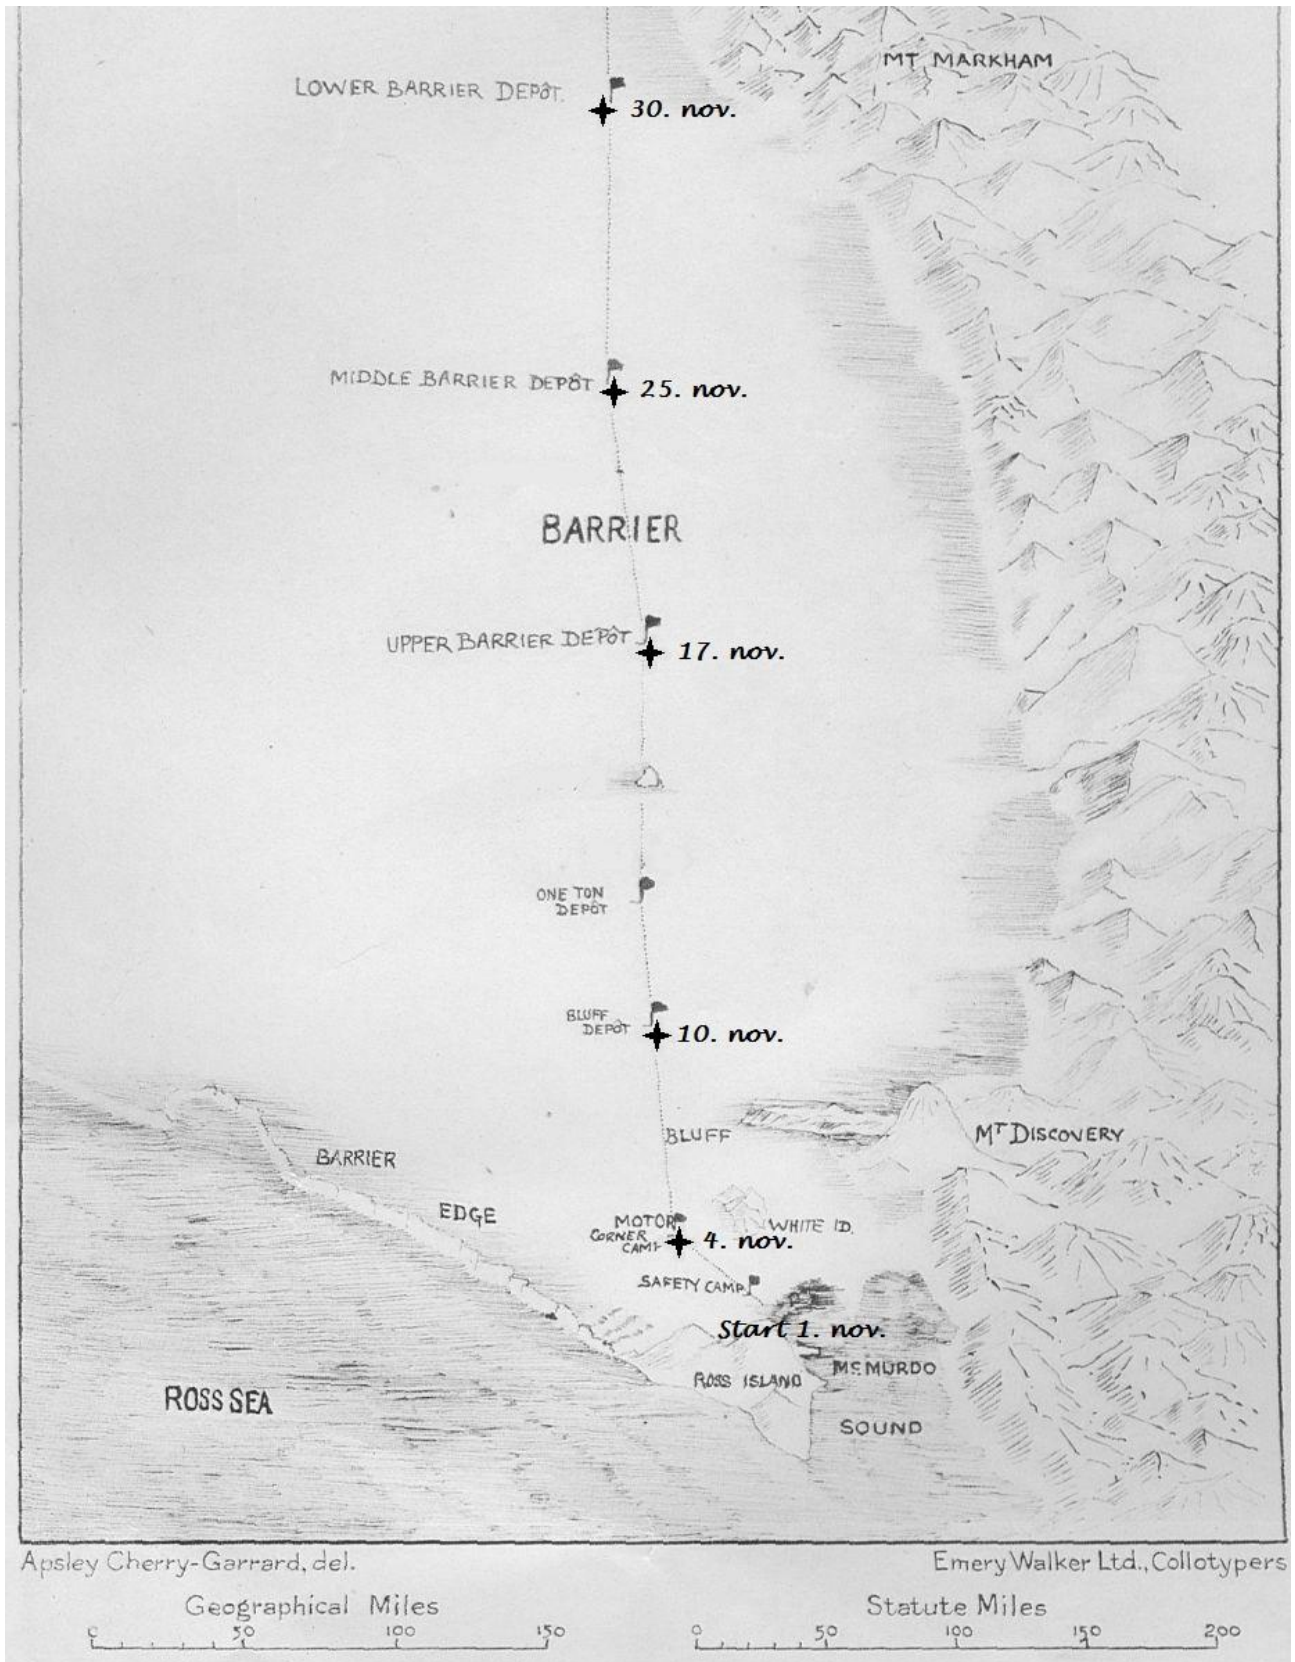 MT MARKHAM
LOWER BARRIER DEPÔT.
30. nov.
MIDDLE BARRIER DEPÔT
25. nov.
BARRIER
UPPER BARRIER DEPÔT
17. nov.
ONE TON
DEPÔT
BLUFF
DEPÔT
10. nov.
BLUFF
MT DISCOVERY
BARRIER
EDGE
MOTOR
CORNER
CAMP
WHITE ID.
4. nov.
SAFETY CAMP
Start 1. nov.
ROSS ISLAND
Mc MURDO
SOUND
ROSS SEA
Apsley Cherry-Garrard, del.
Emery Walker Ltd., Collotypers
Geographical Miles
0 50 100 150
Statute Miles
0 50 100 150 200